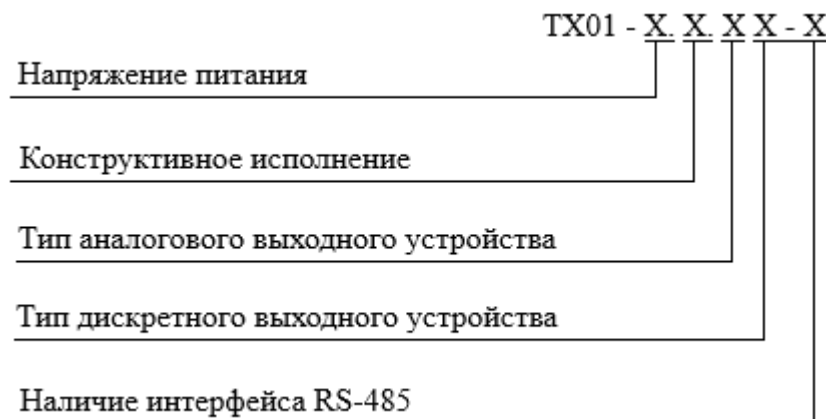 ТХ01 - Х. Х. Х Х - Х
Напряжение питания
Конструктивное исполнение
Тип аналогового выходного устройства
Тип дискретного выходного устройства
Наличие интерфейса RS-485